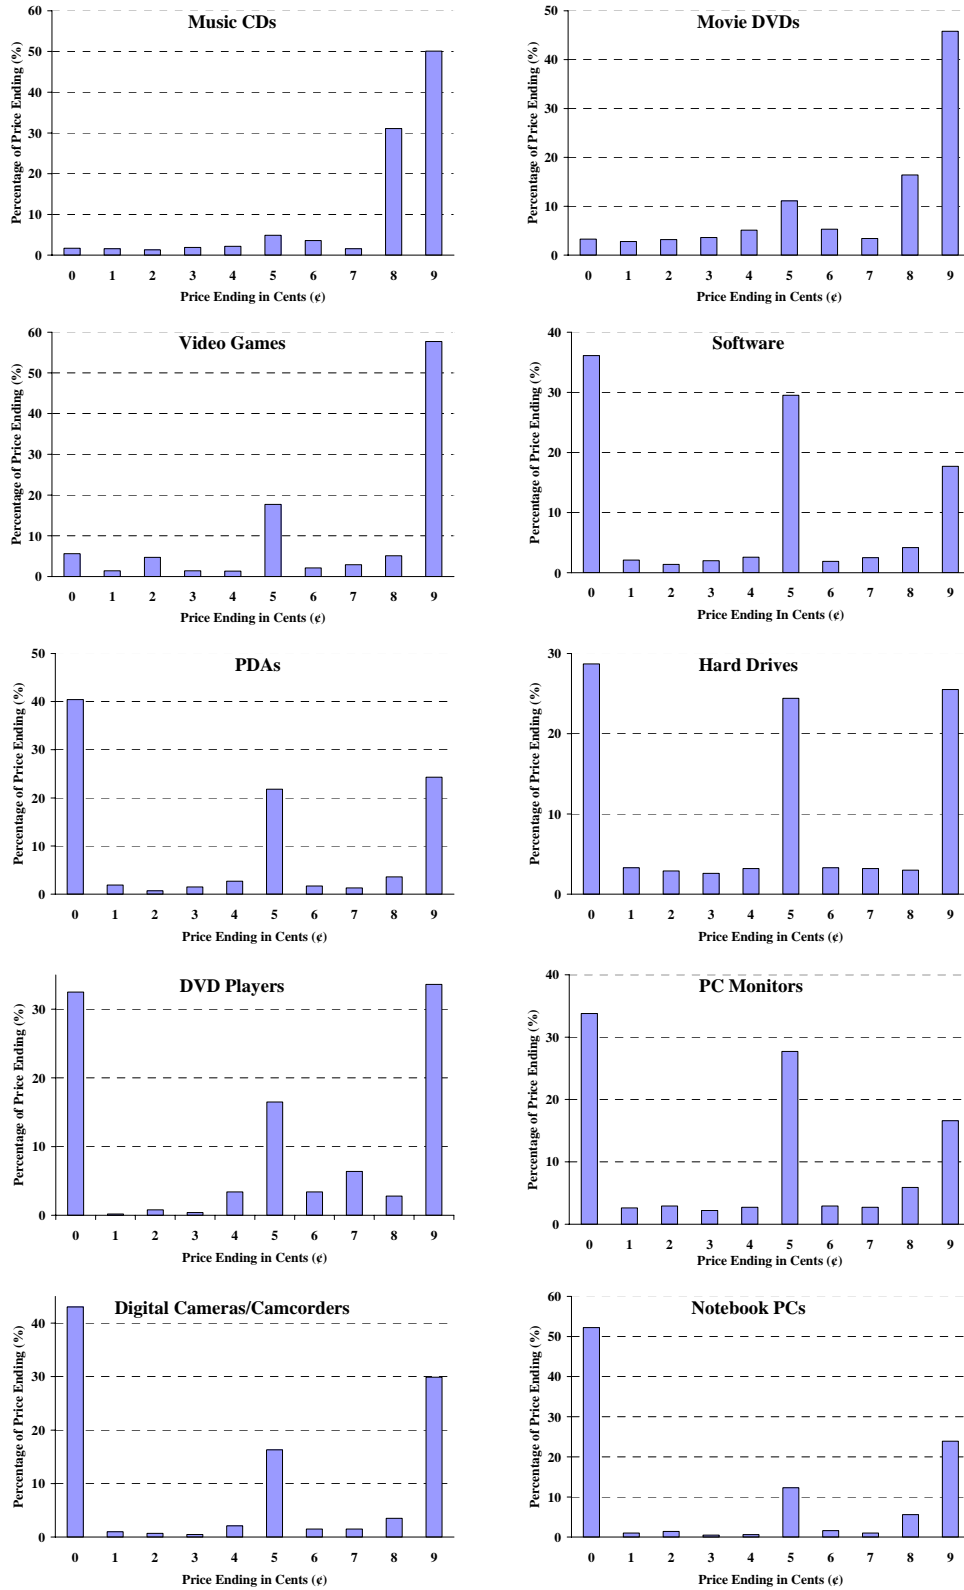 Music CDs
Percentage of Price Ending (%)
60
50
40
30
20
10
0
0 1 2 3 4 5 6 7 8 9
Price Ending in Cents (¢)
Movie DVDs
Percentage of Price Ending (%)
50
40
30
20
10
0
0 1 2 3 4 5 6 7 8 9
Price Ending in Cents (¢)
Video Games
Percentage of Price Ending (%)
60
50
40
30
20
10
0
0 1 2 3 4 5 6 7 8 9
Price Ending in Cents (¢)
Software
Percentage of Price Ending (%)
40
30
20
10
0
0 1 2 3 4 5 6 7 8 9
Price Ending In Cents (¢)
PDAs
Percentage of Price Ending (%)
50
40
30
20
10
0
0 1 2 3 4 5 6 7 8 9
Price Ending in Cents (¢)
Hard Drives
Percentage of Price Ending (%)
30
20
10
0
0 1 2 3 4 5 6 7 8 9
Price Ending in Cents (¢)
DVD Players
Percentage of Price Ending (%)
30
20
10
0
0 1 2 3 4 5 6 7 8 9
Price Ending in Cents (¢)
PC Monitors
Percentage of Price Ending (%)
40
30
20
10
0
0 1 2 3 4 5 6 7 8 9
Price Ending in Cents (¢)
Digital Cameras/Camcorders
Percentage of Price Ending (%)
40
30
20
10
0
0 1 2 3 4 5 6 7 8 9
Price Ending in Cents (¢)
Notebook PCs
Percentage of Price Ending (%)
60
50
40
30
20
10
0
0 1 2 3 4 5 6 7 8 9
Price Ending in Cents (¢)